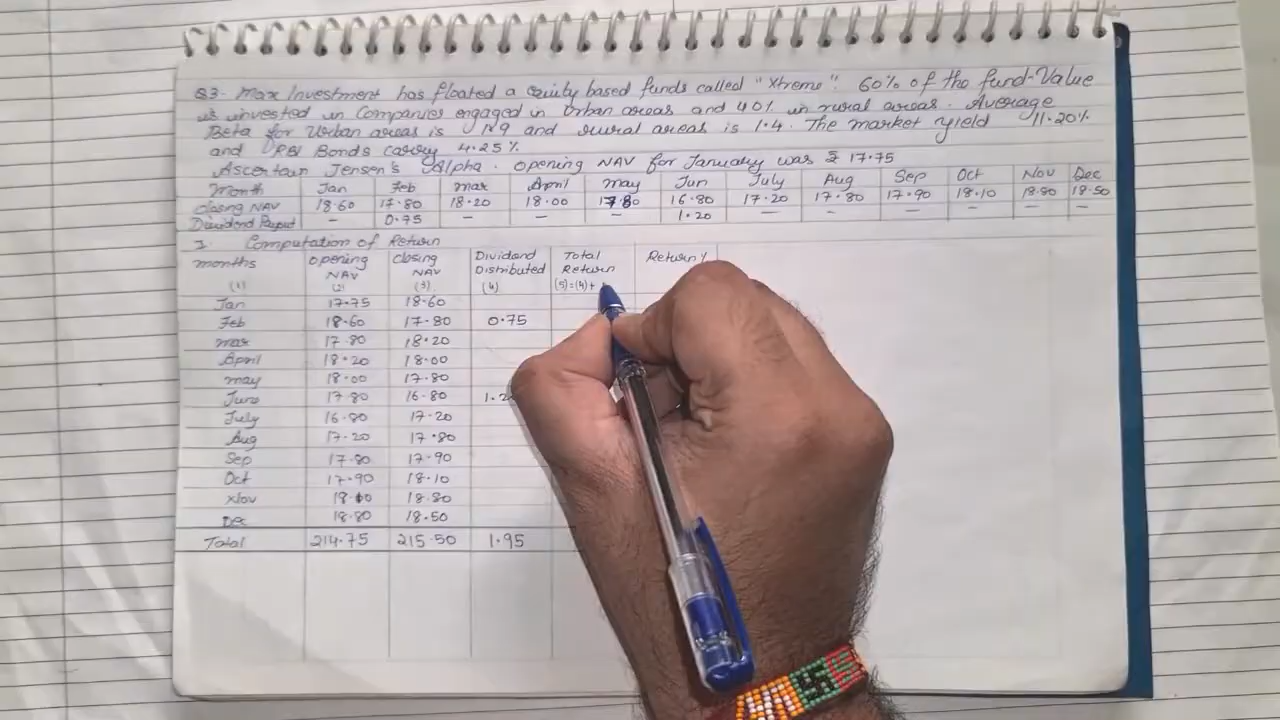 Q3. Max Investment has floated a Equity based funds called "Xtreme". 60% of the fund-Value
is invested in Companies engaged in Urban areas and 40% in rural areas. Average
Beta for Urban areas is 1.9 and rural areas is 1.4. The market yield 11.20%
and RBI Bonds carry 4.25%
Ascertain Jensen's Alpha. Opening NAV for January was ₹ 17.75
Month Jan Feb Mar April May Jun July Aug Sep Oct Nov Dec
Closing NAV 18.60 17.80 18.20 18.00 17.80 16.80 17.20 17.80 17.90 18.10 18.80 18.50
Dividend Payout — 0.75 — — — 1.20 — — — — — —
1. Computation of Return
months Opening NAV Closing NAV Dividend Distributed Total Return Return%
(1) (2) (3) (4) (5)=(4)+
Jan 17.75 18.60
Feb 18.60 17.80 0.75
Mar 17.80 18.20
April 18.20 18.00
May 18.00 17.80
June 17.80 16.80 1.2
July 16.80 17.20
Aug 17.20 17.80
Sep 17.80 17.90
Oct 17.90 18.10
Nov 18.10 18.80
Dec 18.80 18.50
Total 214.75 215.50 1.95